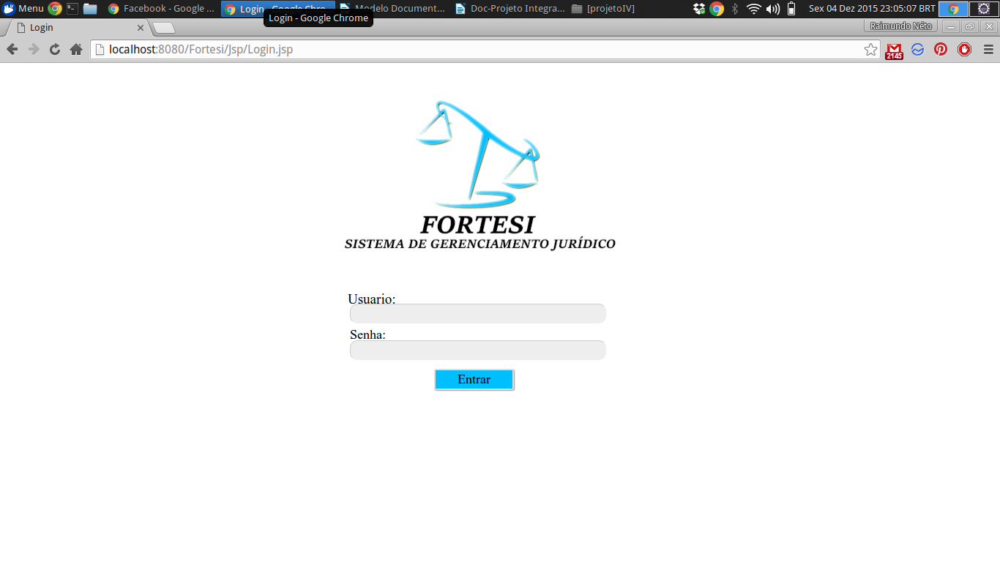 Menu Facebook - Google ... Login - Google Chro... Modelo Document... Doc-Projeto Integra... [projetoIV] Sex 04 Dez 2015 23:05:07 BRT
Login - Google Chrome
Login Raimundo Néto
localhost:8080/Fortesi/Jsp/Login.jsp 2145
FORTESI
SISTEMA DE GERENCIAMENTO JURÍDICO
Usuario:
Senha:
Entrar